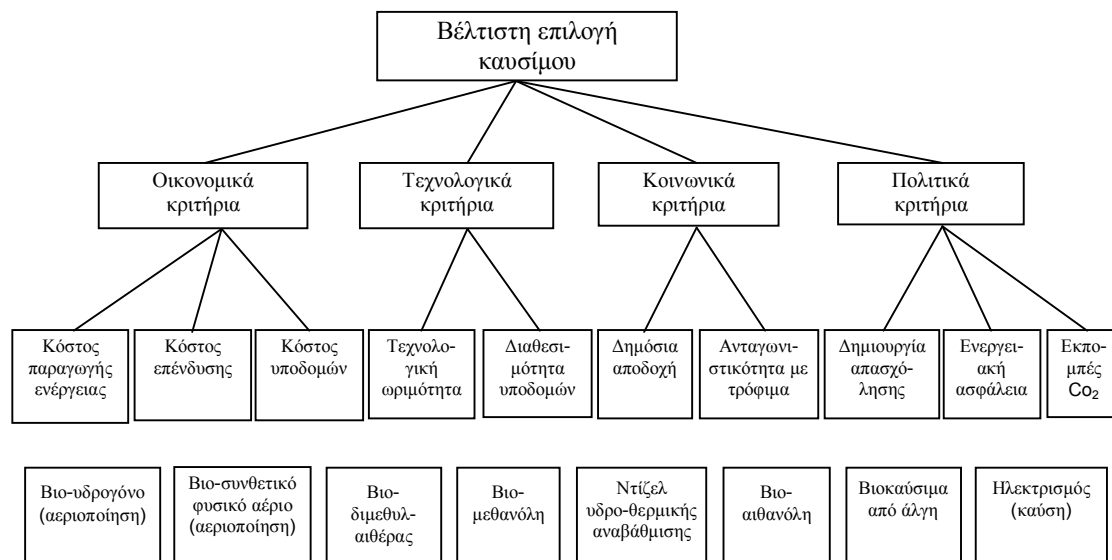 Βέλτιστη επιλογή
καυσίμου
Οικονομικά
κριτήρια
Τεχνολογικά
κριτήρια
Κοινωνικά
κριτήρια
Πολιτικά
κριτήρια
Κόστος
παραγωγής
ενέργειας
Κόστος
επένδυσης
Κόστος
υποδομών
Τεχνολο-
γική
ωριμότητα
Διαθεσι-
μότητα
υποδομών
Δημόσια
αποδοχή
Ανταγωνι-
στικότητα με
τρόφιμα
Δημιουργία
απασχό-
λησης
Ενεργει-
ακή
ασφάλεια
Εκπο-
μπές
Co₂
Βιο-υδρογόνο
(αεριοποίηση)
Βιο-συνθετικό
φυσικό αέριο
(αεριοποίηση)
Βιο-
διμεθυλ-
αιθέρας
Βιο-
μεθανόλη
Ντίζελ
υδρο-θερμικής
αναβάθμισης
Βιο-
αιθανόλη
Βιοκαύσιμα
από άλγη
Ηλεκτρισμός
(καύση)